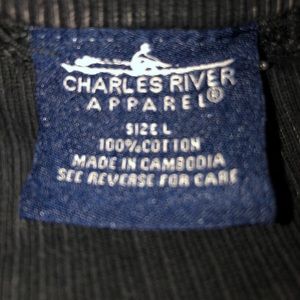 CHARLES RIVER
APPAREL®
SIZE L
100% COTTON
MADE IN CAMBODIA
SEE REVERSE FOR CARE